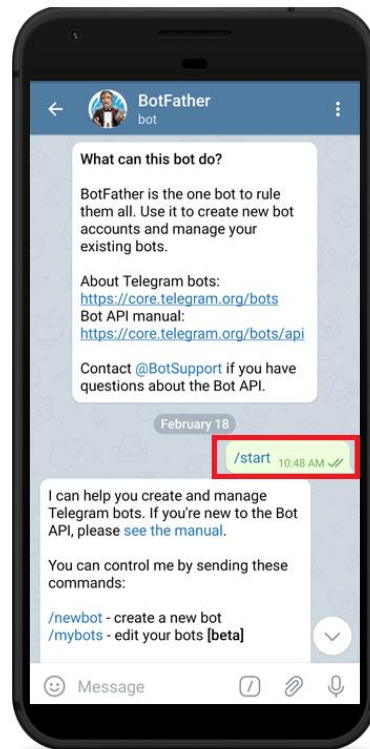 BotFather
bot
What can this bot do?
BotFather is the one bot to rule
them all. Use it to create new bot
accounts and manage your
existing bots.
About Telegram bots:
https://core.telegram.org/bots
Bot API manual:
https://core.telegram.org/bots/api
Contact @BotSupport if you have
questions about the Bot API.
February 18
/start 10:48 AM
I can help you create and manage
Telegram bots. If you're new to the Bot
API, please see the manual.
You can control me by sending these
commands:
/newbot - create a new bot
/mybots - edit your bots [beta]
Message